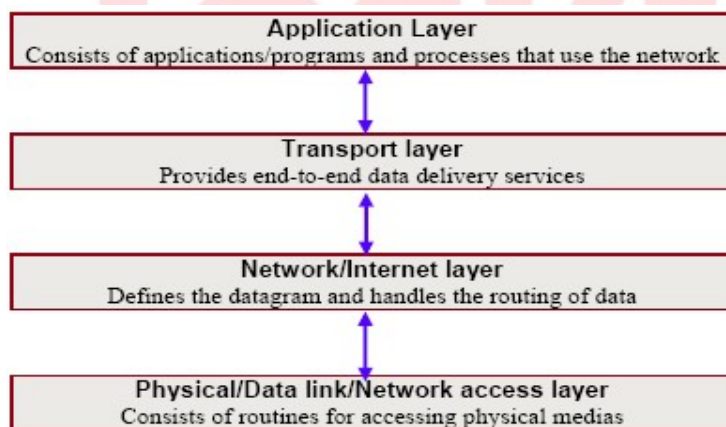 Application Layer
Consists of applications/programs and processes that use the network
Transport layer
Provides end-to-end data delivery services
Network/Internet layer
Defines the datagram and handles the routing of data
Physical/Data link/Network access layer
Consists of routines for accessing physical medias